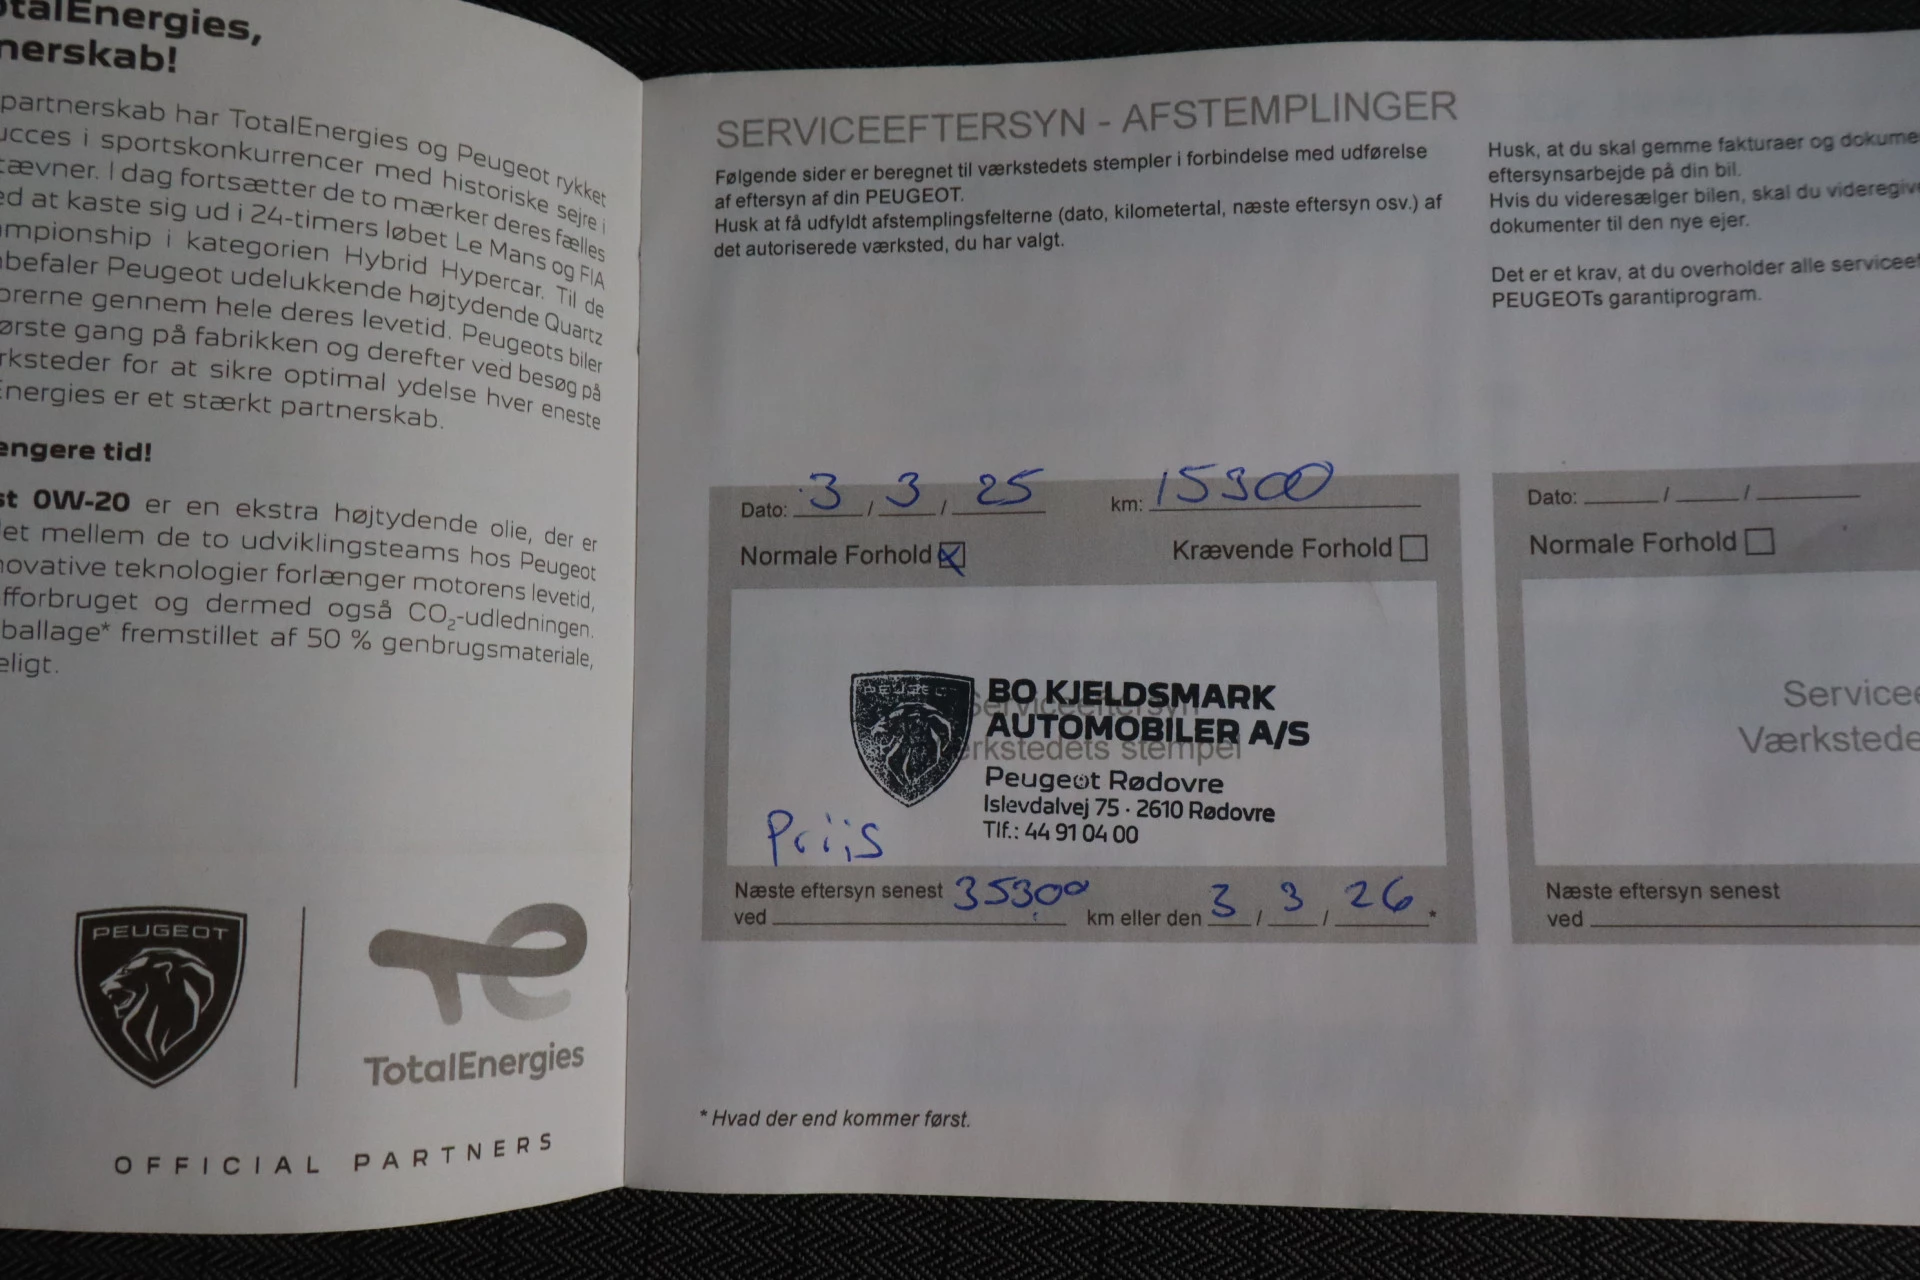 otalEnergies,
nerskab!
partnerskab har TotalEnergies og Peugeot rykket
ucces i sportskonkurrencer med historiske sejre i
tævner. I dag fortsætter de to mærker deres fælles
ed at kaste sig ud i 24-timers løbet Le Mans og FIA
mpionship i kategorien Hybrid Hypercar. Til de
nbefaler Peugeot udelukkende højtydende Quartz
orerne gennem hele deres levetid. Peugeots biler
ørste gang på fabrikken og derefter ved besøg på
rksteder for at sikre optimal ydelse hver eneste
Energies er et stærkt partnerskab.
ængere tid!
st 0W-20 er en ekstra højtydende olie, der er
let mellem de to udviklingsteams hos Peugeot
novative teknologier forlænger motorens levetid,
fforbruget og dermed også CO₂-udledningen.
ballage* fremstillet af 50 % genbrugsmateriale,
eligt.
PEUGEOT
TotalEnergies
OFFICIAL PARTNERS
SERVICEEFTERSYN - AFSTEMPLINGER
Følgende sider er beregnet til værkstedets stempler i forbindelse med udførelse
af eftersyn af din PEUGEOT.
Husk at få udfyldt afstemplingsfelterne (dato, kilometertal, næste eftersyn osv.) af
det autoriserede værksted, du har valgt.
Dato: 3 / 3 / 25 km: 15300
Normale Forhold Krævende Forhold
PEUGEOT
Serviceeftersyn
ærkstedets stempel
BO KJELDSMARK
AUTOMOBILER A/S
Peugeot Rødovre
Islevdalvej 75 · 2610 Rødovre
Tlf.: 44 91 04 00
Næste eftersyn senest 35300
ved km eller den 3 / 3 / 26 *
* Hvad der end kommer først.
Husk, at du skal gemme fakturaer og dokume
eftersynsarbejde på din bil.
Hvis du videresælger bilen, skal du videregive
dokumenter til den nye ejer.
Det er et krav, at du overholder alle serviceef
PEUGEOTs garantiprogram.
Dato: / /
Normale Forhold
Servicee
Værkstede
Næste eftersyn senest
ved